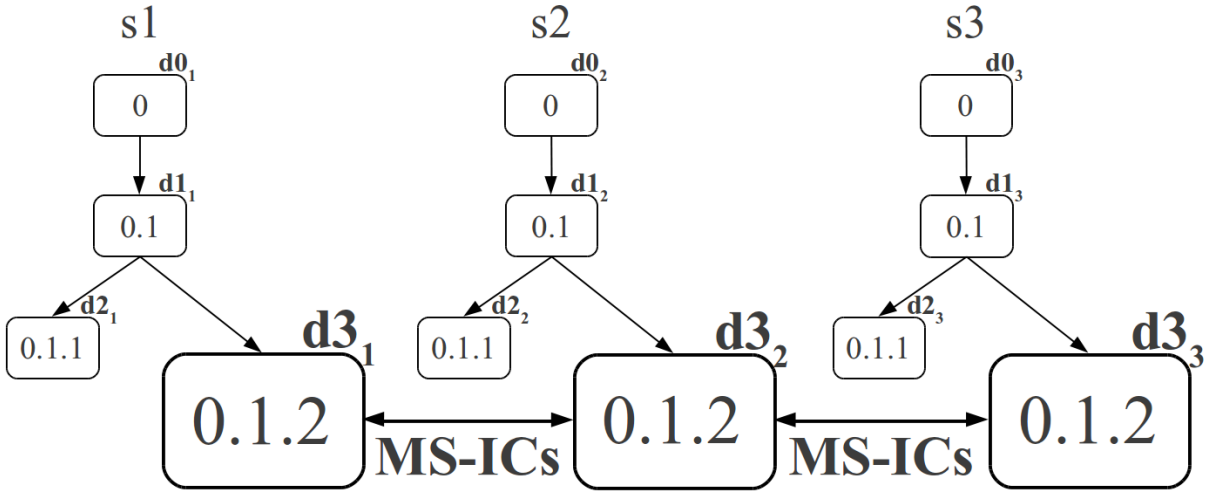 s1 s2 s3
d0₁ d0₂ d0₃
0 0 0
d1₁ d1₂ d1₃
0.1 0.1 0.1
d2₁ d2₂ d2₃
d3₁ d3₂ d3₃
0.1.1 0.1.1 0.1.1
0.1.2 0.1.2 0.1.2
MS-ICs MS-ICs